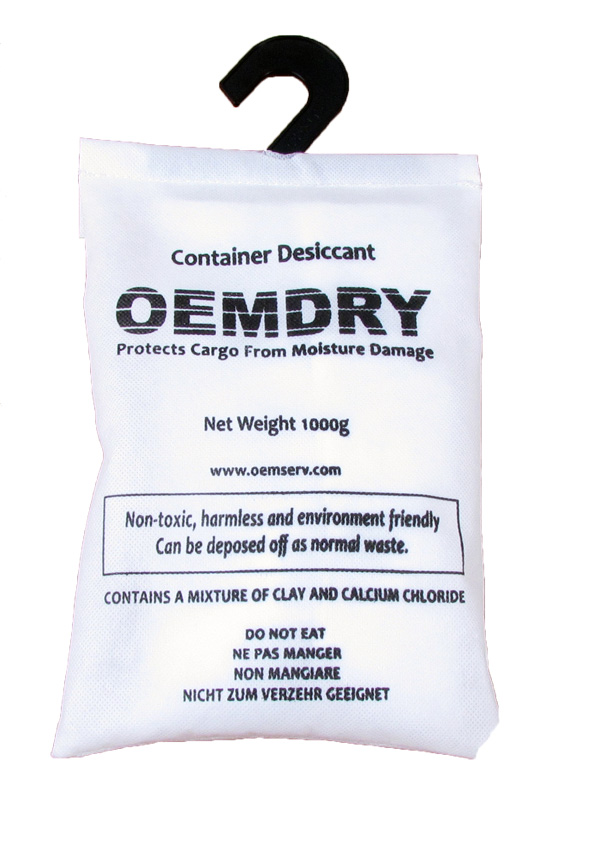 Container Desiccant
OEMDRY
Protects Cargo From Moisture Damage
Net Weight 1000g
www.oemserv.com
Non-toxic, harmless and environment friendly
Can be deposed off as normal waste.
CONTAINS A MIXTURE OF CLAY AND CALCIUM CHLORIDE
DO NOT EAT
NE PAS MANGER
NON MANGIARE
NICHT ZUM VERZEHR GEEIGNET